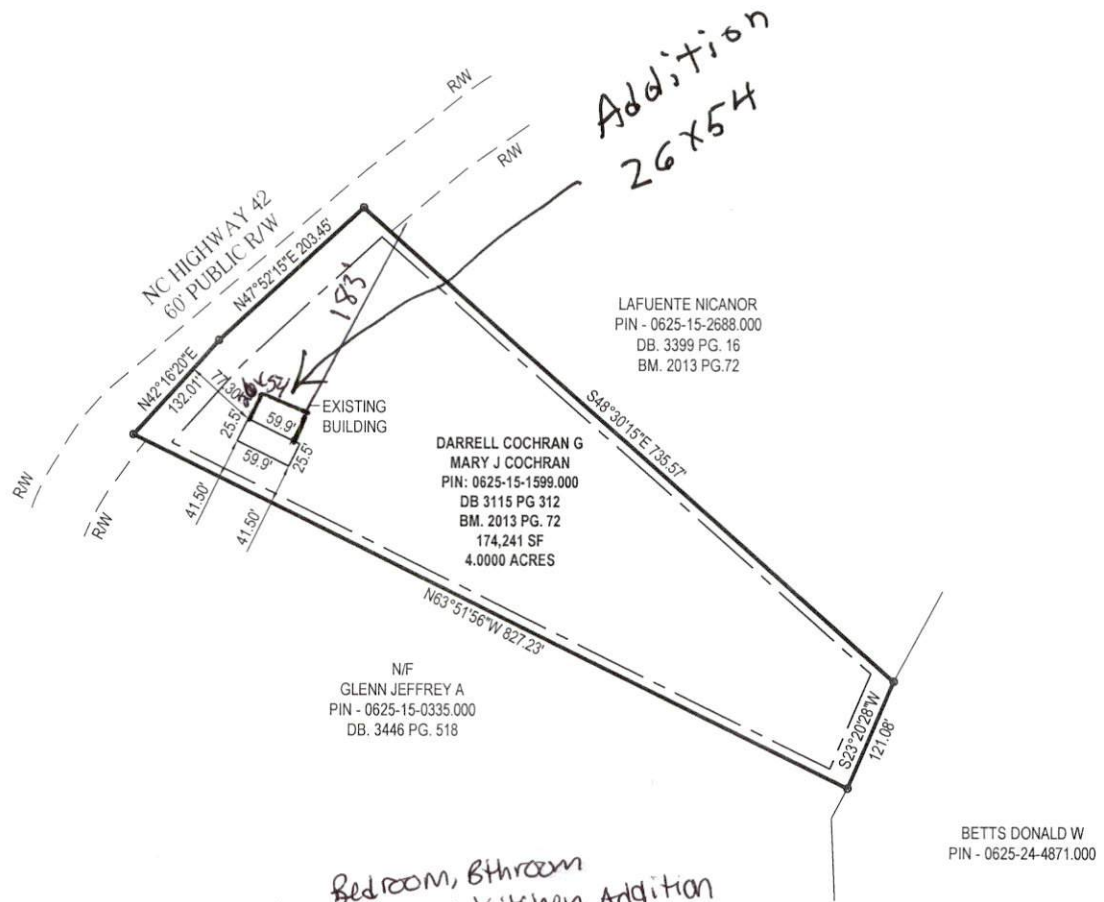 Addition
26x54
R/W
R/W
NC HIGHWAY 42
60' PUBLIC R/W
N47°52'15"E 203.45'
183'
N42°16'20"E
132.01'
77.30'
26x54
EXISTING
BUILDING
59.9'
25.5'
59.9'
25.5'
41.50'
41.50'
R/W
R/W
LAFUENTE NICANOR
PIN - 0625-15-2688.000
DB. 3399 PG. 16
BM. 2013 PG.72
S48°30'15"E 735.57'
DARRELL COCHRAN G
MARY J COCHRAN
PIN: 0625-15-1599.000
DB 3115 PG 312
BM. 2013 PG. 72
174,241 SF
4.0000 ACRES
N63°51'56"W 827.23'
N/F
GLENN JEFFREY A
PIN - 0625-15-0335.000
DB. 3446 PG. 518
S23°20'28"W
121.08'
BETTS DONALD W
PIN - 0625-24-4871.000
Bedroom, Bthroom
Kitchen Addition